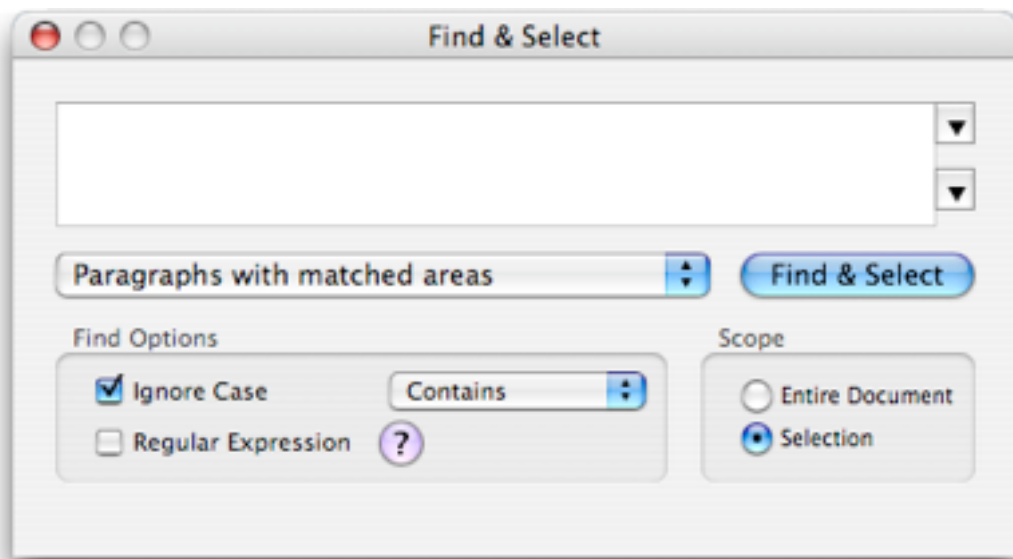 Find & Select
Paragraphs with matched areas
Find & Select
Find Options
Scope
Ignore Case
Contains
Entire Document
Regular Expression
?
Selection